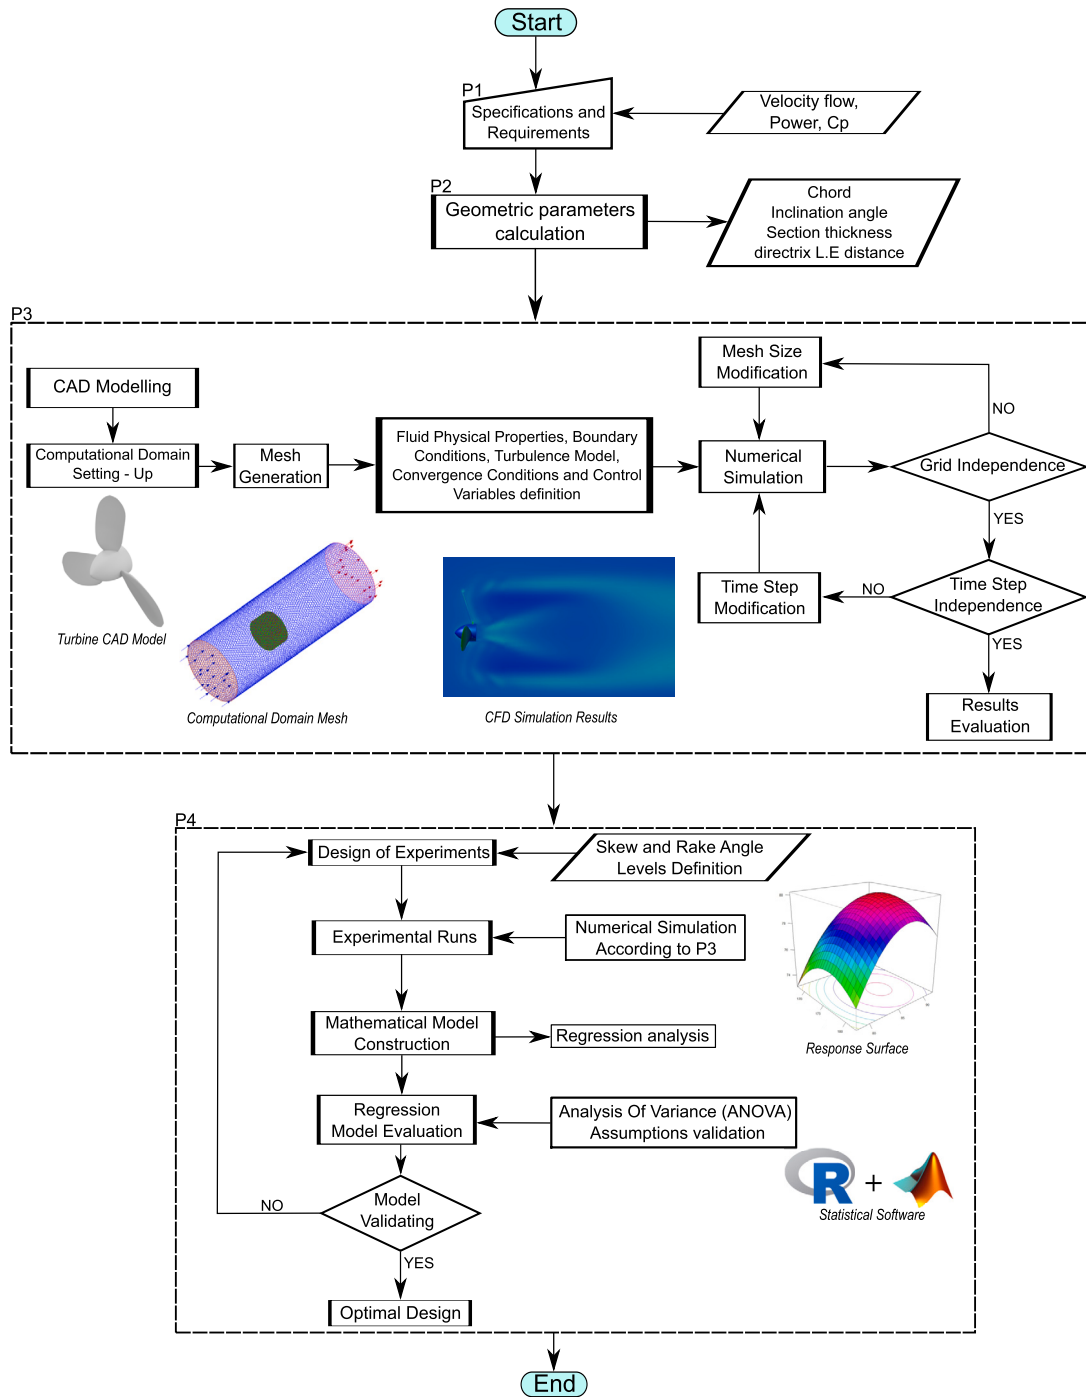 Start
P1
Specifications and
Requirements
Velocity flow,
Power, Cp
P2
Geometric parameters
calculation
Chord
Inclination angle
Section thickness
directrix L.E distance
P3
CAD Modelling
Computional Domain
Setting - Up
Mesh
Generation
Fluid Physical Properties, Boundary
Conditions, Turbulence Model,
Convergence Conditions and Control
Variables definition
Mesh Size
Modification
Numerical
Simulation
NO
Grid Independence
YES
Time Step
Modification
NO
Time Step
Independence
YES
Results
Evaluation
Turbine CAD Model
Computational Domain Mesh
CFD Simulation Results
P4
Design of Experiments
Skew and Rake Angle
Levels Definition
Experimental Runs
Numerical Simulation
According to P3
Mathematical Model
Construction
Regression analysis
Response Surface
Regression
Model Evaluation
Analysis Of Variance (ANOVA)
Assumptions validation
R
+
Statistical Software
NO
Model
Validating
YES
Optimal Design
End